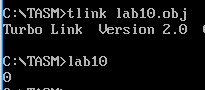 C:\TASM>tlink lab10.obj
Turbo Link  Version 2.0
C:\TASM>lab10
0